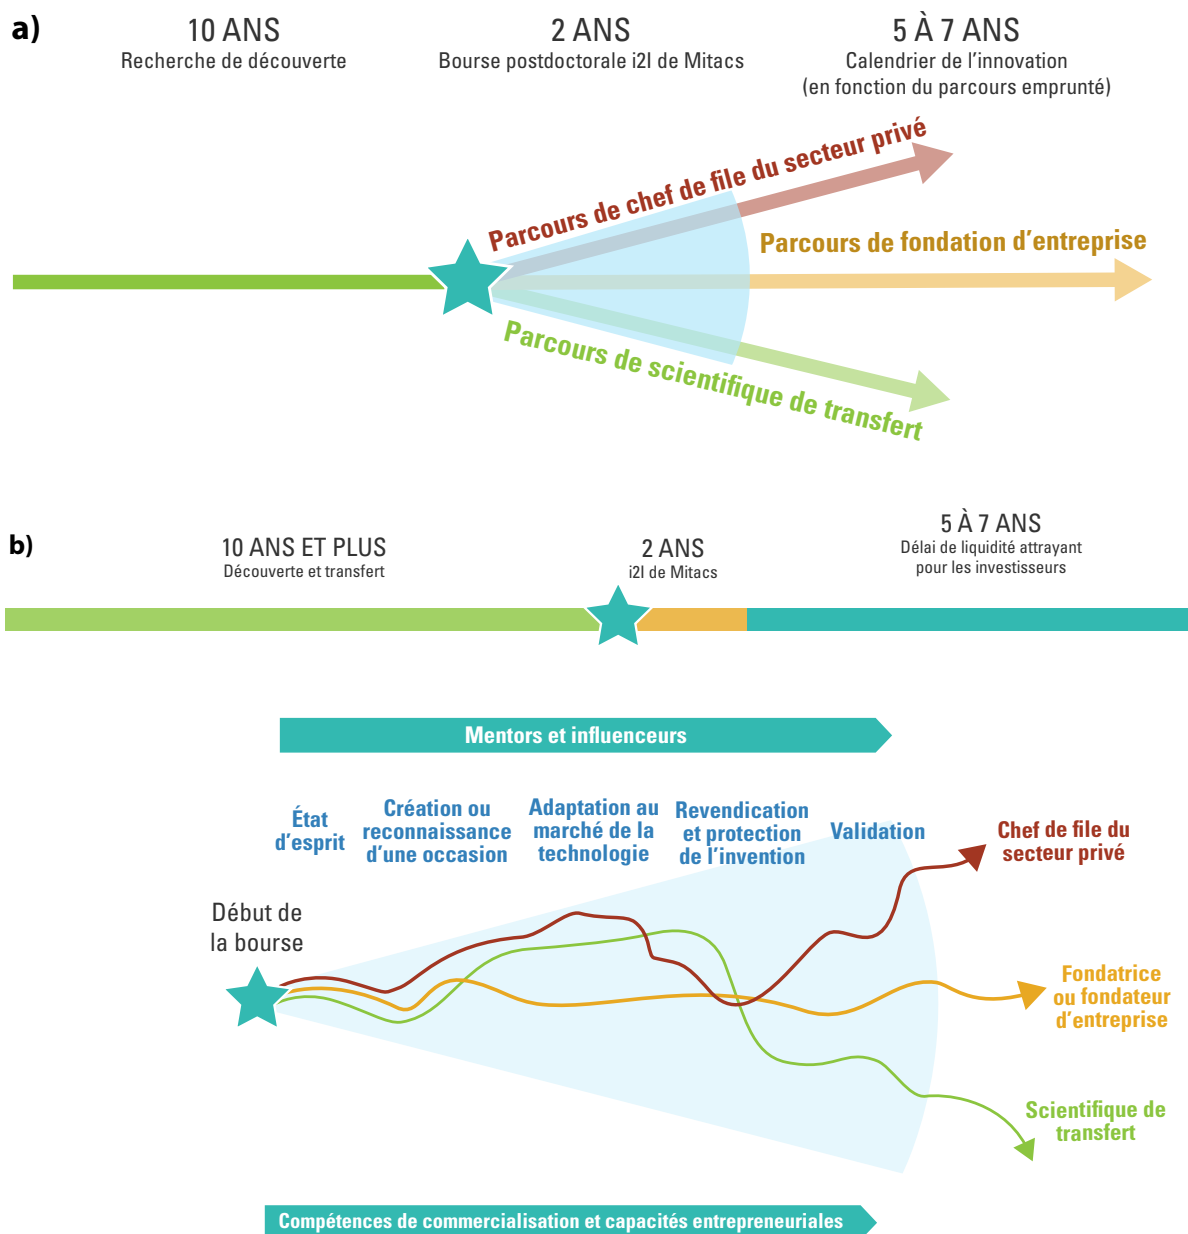 a)
10 ANS
Recherche de découverte
2 ANS
Bourse postdoctorale i2I de Mitacs
5 À 7 ANS
Calendrier de l’innovation
(en fonction du parcours emprunté)
Parcours de chef de file du secteur privé
Parcours de fondation d’entreprise
Parcours de scientifique de transfert
b)
10 ANS ET PLUS
Découverte et transfert
2 ANS
i2I de Mitacs
5 À 7 ANS
Délai de liquidité attrayant
pour les investisseurs
Mentors et influenceurs
État
d’esprit
Création ou
reconnaissance
d’une occasion
Adaptation au
marché de la
technologie
Revendication
et protection
de l’invention
Validation
Chef de file du
secteur privé
Début de
la bourse
Fondatrice
ou fondateur
d’entreprise
Scientifique de
transfert
Compétences de commercialisation et capacités entrepreneuriales